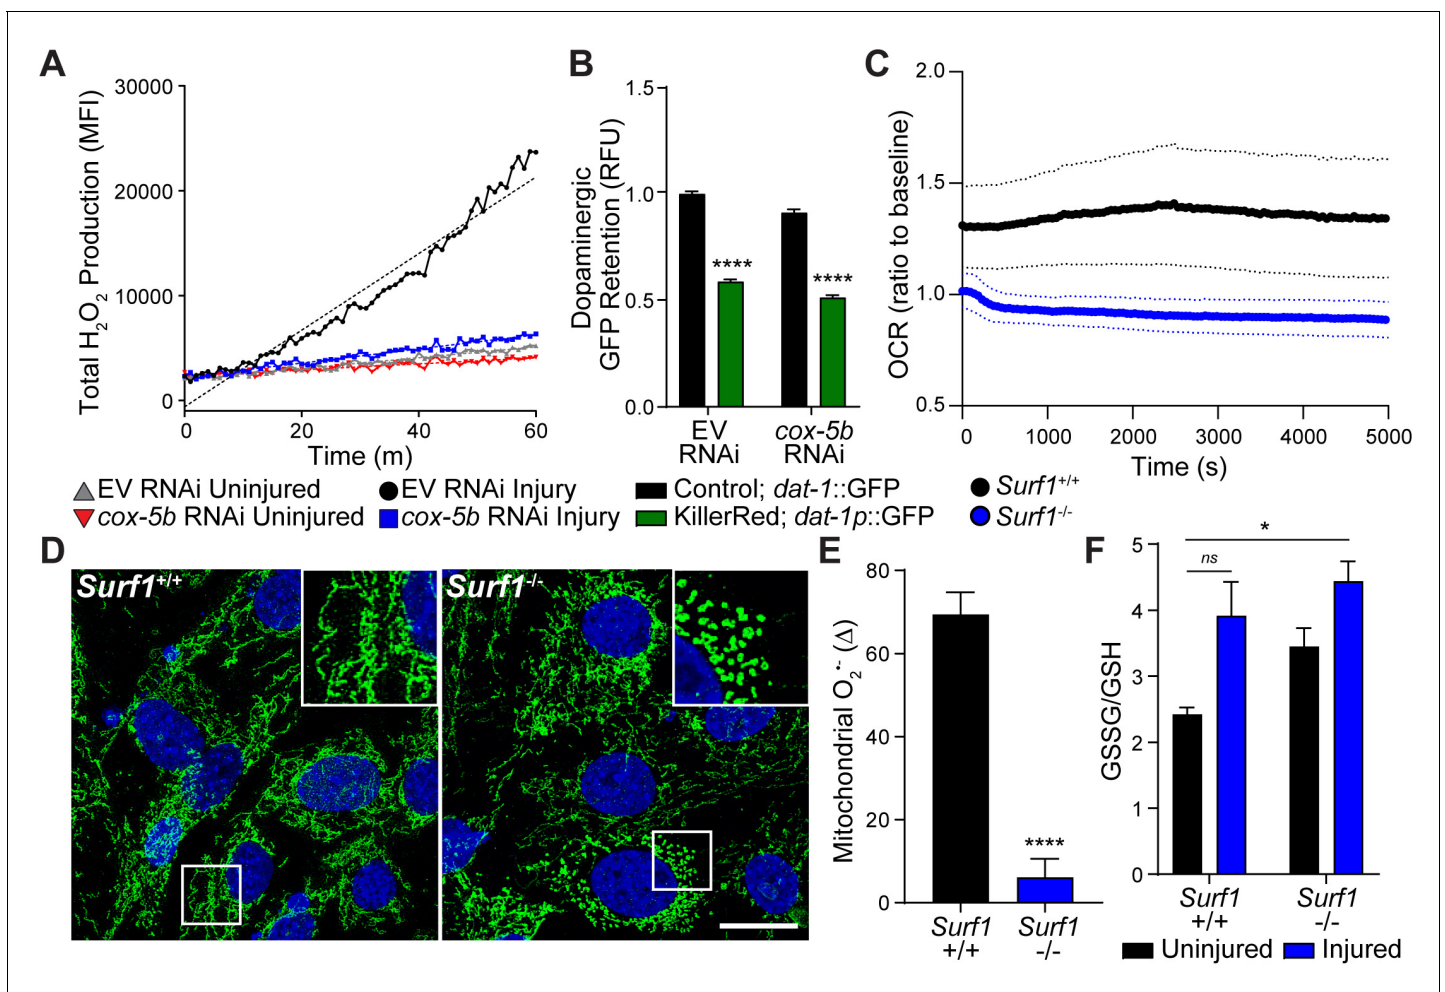 A
Total H2O2 Production (MFI)
30000
20000
10000
0
0
20
40
60
Time (m)
EV RNAi Uninjured
EV RNAi Injury
cox-5b RNAi Uninjured
cox-5b RNAi Injury
B
Dopaminergic
GFP Retention (RFU)
1.5
1.0
0.5
0.0
****
****
EV
RNAi
cox-5b
RNAi
Control; dat-1::GFP
KillerRed; dat-1p::GFP
C
OCR (ratio to baseline)
2.0
1.5
1.0
0.5
0
1000
2000
3000
4000
5000
Time (s)
Surf1+/+
Surf1-/-
D
Surf1+/+
Surf1-/-
E
Mitochondrial O2•- (Δ)
80
60
40
20
0
****
Surf1
+/+
Surf1
-/-
F
GSSG/GSH
5
4
3
2
1
0
*
ns
Surf1
+/+
Surf1
-/-
Uninjured
Injured